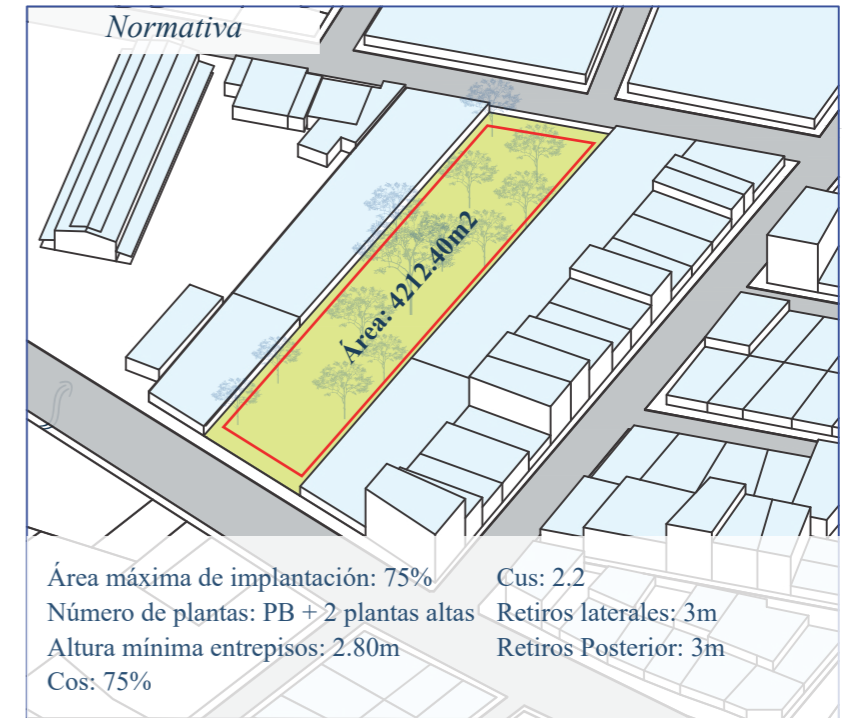 Normativa
Área: 4212.40m2
Área máxima de implantación: 75%
Número de plantas: PB + 2 plantas altas
Altura mínima entrepisos: 2.80m
Cos: 75%
Cus: 2.2
Retiros laterales: 3m
Retiros Posterior: 3m